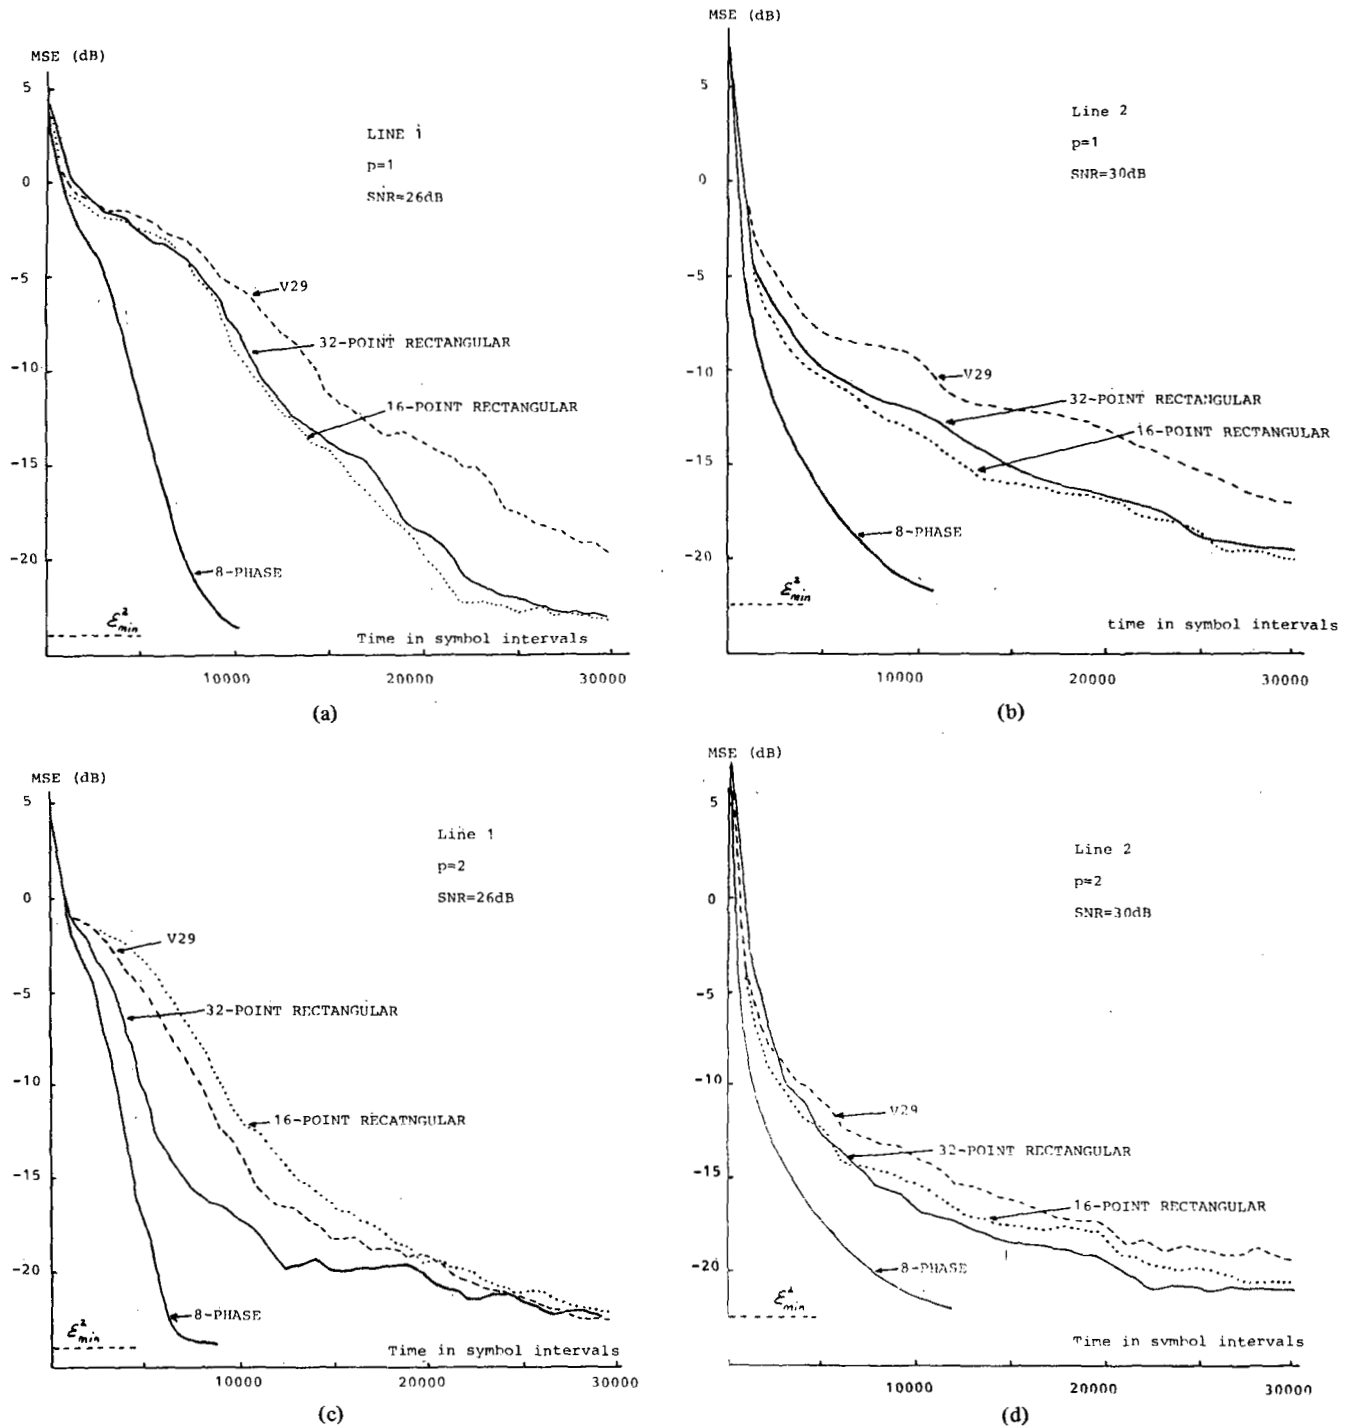 MSE (dB)
5
0
-5
-10
-15
-20
LINE 1
p=1
SNR=26dB
V29
32-POINT RECTANGULAR
16-POINT RECTANGULAR
8-PHASE
ε²min
Time in symbol intervals
10000
20000
30000
(a)
MSE (dB)
5
0
-5
-10
-15
-20
Line 2
p=1
SNR=30dB
V29
32-POINT RECTANGULAR
16-POINT RECTANGULAR
8-PHASE
ε²min
time in symbol intervals
10000
20000
30000
(b)
MSE (dB)
5
0
-5
-10
-15
-20
Line 1
p=2
SNR=26dB
V29
32-POINT RECTANGULAR
16-POINT RECATNGULAR
8-PHASE
ε²min
Time in symbol intervals
10000
20000
30000
(c)
MSE (dB)
5
0
-5
-10
-15
-20
Line 2
p=2
SNR=30dB
V29
32-POINT RECTANGULAR
16-POINT RECTANGULAR
8-PHASE
ε²min
Time in symbol intervals
10000
20000
30000
(d)